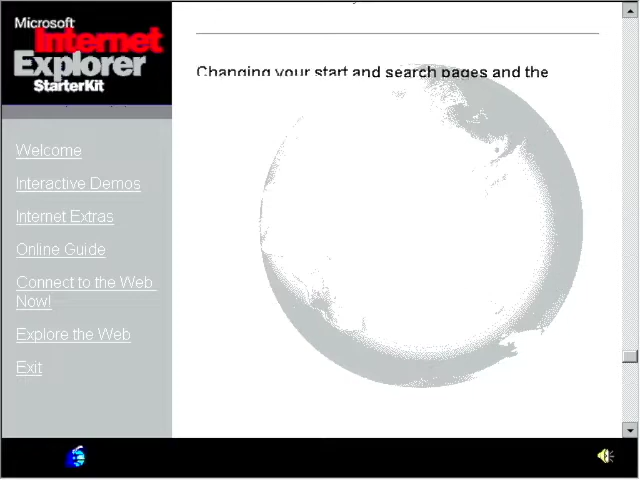 Microsoft
Internet
Explorer
StarterKit
Welcome
Interactive Demos
Internet Extras
Online Guide
Connect to the Web
Now!
Explore the Web
Exit
Changing your start and search pages and the